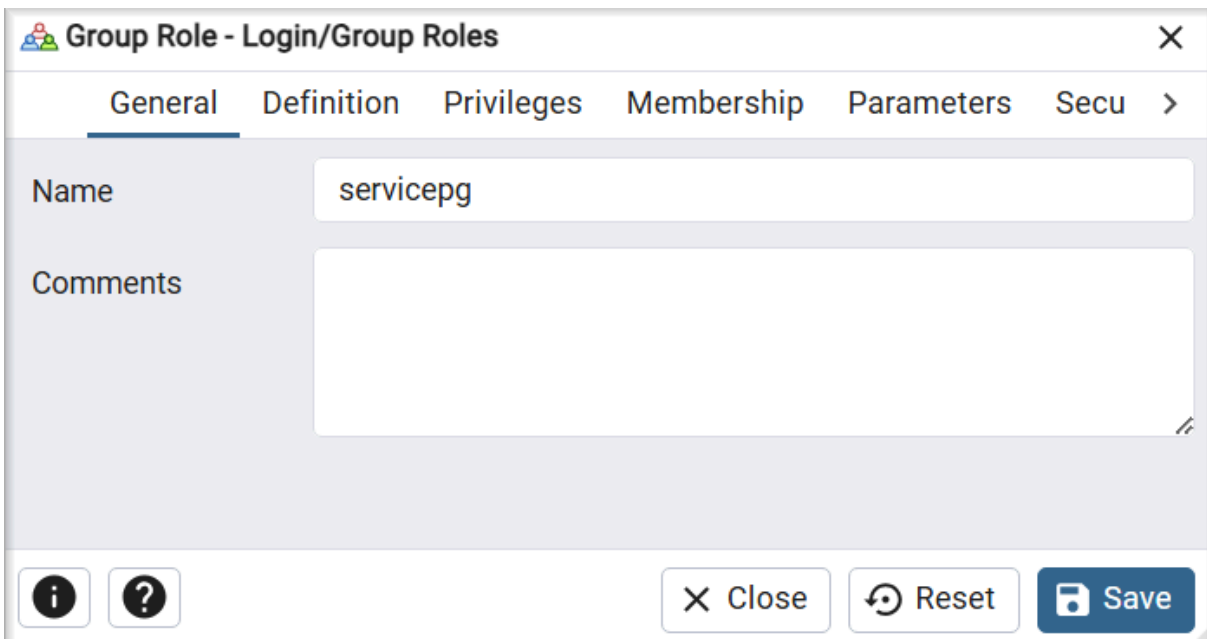 Group Role - Login/Group Roles
General Definition Privileges Membership Parameters Secu
Name servicepg
Comments
Close Reset Save